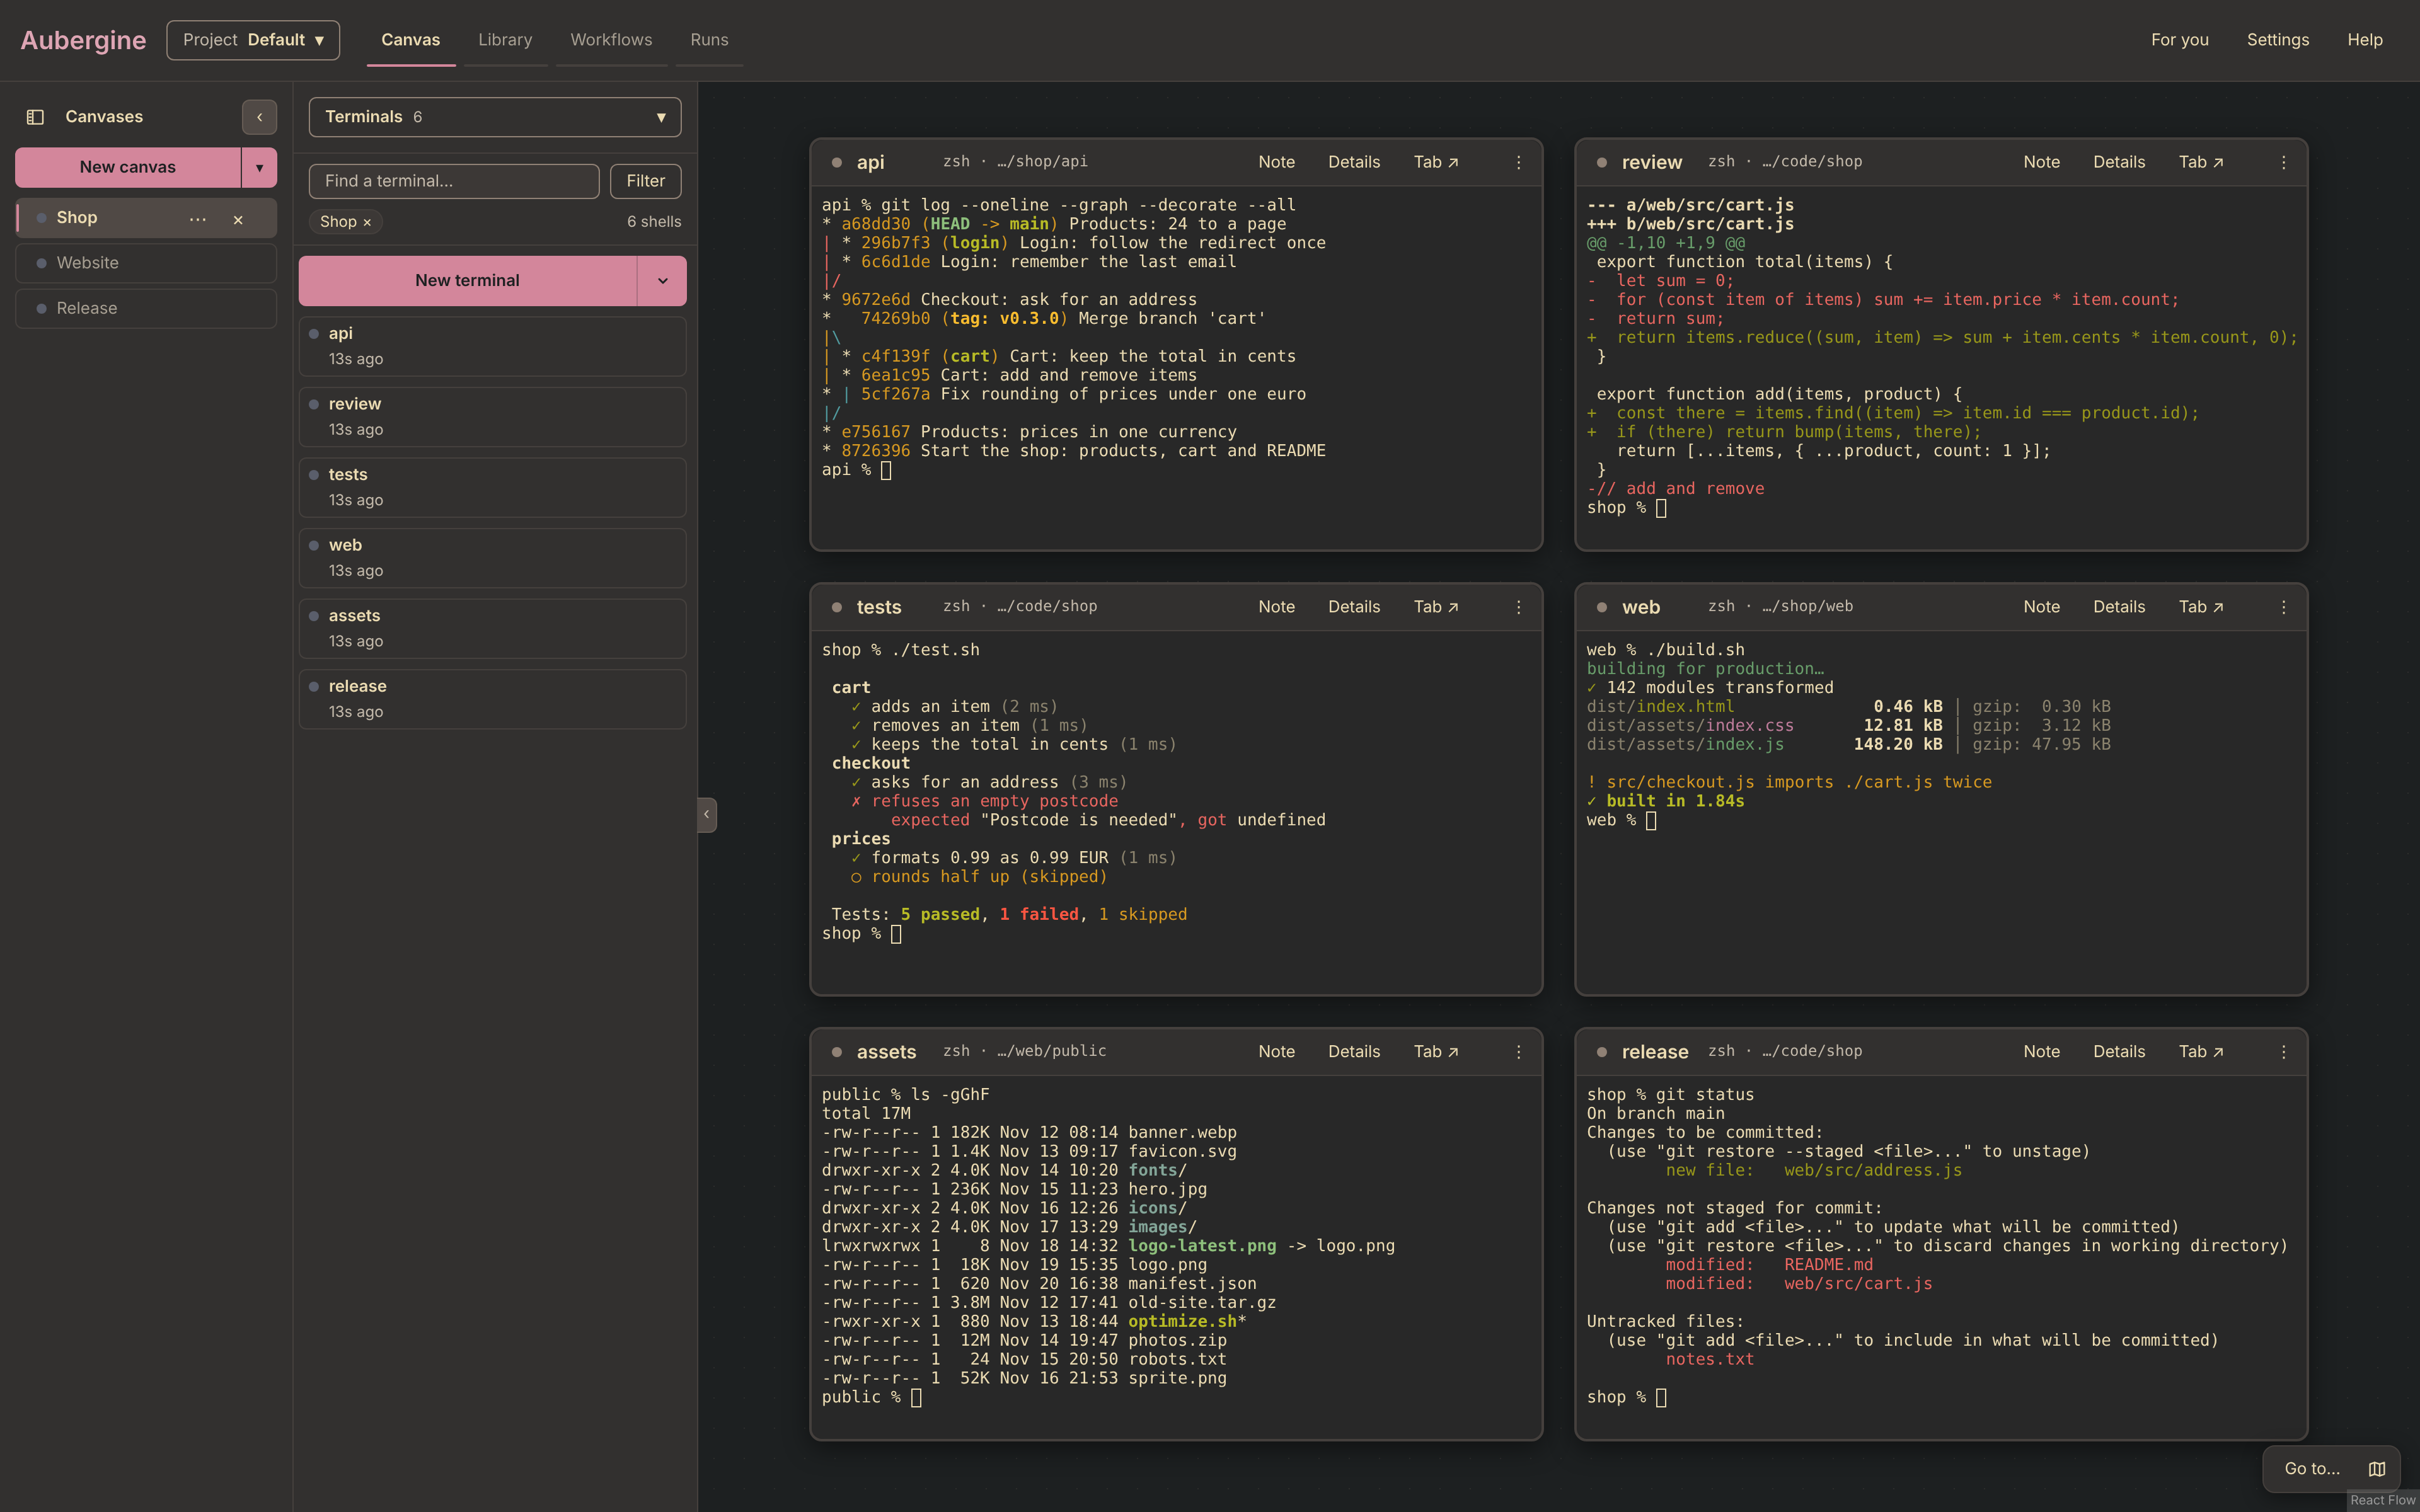 Aubergine
Project Default ▾
Canvas
Library
Workflows
Runs
For you
Settings
Help
Canvases
New canvas
Shop ··· ×
Website
Release
Terminals 6
Find a terminal...
Filter
Shop ×
6 shells
New terminal
api
13s ago
review
13s ago
tests
13s ago
web
13s ago
assets
13s ago
release
13s ago
api zsh · …/shop/api Note Details Tab ↗ ⋮
api % git log --oneline --graph --decorate --all
* a68dd30 (HEAD -> main) Products: 24 to a page
| * 296b7f3 (login) Login: follow the redirect once
| * 6c6d1de Login: remember the last email
|/
* 9672e6d Checkout: ask for an address
*   74269b0 (tag: v0.3.0) Merge branch 'cart'
|\
| * c4f139f (cart) Cart: keep the total in cents
| * 6ea1c95 Cart: add and remove items
* | 5cf267a Fix rounding of prices under one euro
|/
* e756167 Products: prices in one currency
* 8726396 Start the shop: products, cart and README
api %
review zsh · …/code/shop Note Details Tab ↗ ⋮
--- a/web/src/cart.js
+++ b/web/src/cart.js
@@ -1,10 +1,9 @@
 export function total(items) {
-  let sum = 0;
-  for (const item of items) sum += item.price * item.count;
-  return sum;
+  return items.reduce((sum, item) => sum + item.cents * item.count, 0);
 }
 export function add(items, product) {
+  const there = items.find((item) => item.id === product.id);
+  if (there) return bump(items, there);
   return [...items, { ...product, count: 1 }];
 }
-// add and remove
shop %
tests zsh · …/code/shop Note Details Tab ↗ ⋮
shop % ./test.sh
cart
✓ adds an item (2 ms)
✓ removes an item (1 ms)
✓ keeps the total in cents (1 ms)
checkout
✓ asks for an address (3 ms)
✗ refuses an empty postcode
expected "Postcode is needed", got undefined
prices
✓ formats 0.99 as 0.99 EUR (1 ms)
○ rounds half up (skipped)
Tests: 5 passed, 1 failed, 1 skipped
shop %
web zsh · …/shop/web Note Details Tab ↗ ⋮
web % ./build.sh
building for production…
✓ 142 modules transformed
dist/index.html 0.46 kB │ gzip: 0.30 kB
dist/assets/index.css 12.81 kB │ gzip: 3.12 kB
dist/assets/index.js 148.20 kB │ gzip: 47.95 kB
! src/checkout.js imports ./cart.js twice
✓ built in 1.84s
web %
assets zsh · …/web/public Note Details Tab ↗ ⋮
public % ls -gGhF
total 17M
-rw-r--r-- 1 182K Nov 12 08:14 banner.webp
-rw-r--r-- 1 1.4K Nov 13 09:17 favicon.svg
drwxr-xr-x 2 4.0K Nov 14 10:20 fonts/
-rw-r--r-- 1 236K Nov 15 11:23 hero.jpg
drwxr-xr-x 2 4.0K Nov 16 12:26 icons/
drwxr-xr-x 2 4.0K Nov 17 13:29 images/
lrwxrwxrwx 1    8 Nov 18 14:32 logo-latest.png -> logo.png
-rw-r--r-- 1  18K Nov 19 15:35 logo.png
-rw-r--r-- 1  620 Nov 20 16:38 manifest.json
-rw-r--r-- 1 3.8M Nov 12 17:41 old-site.tar.gz
-rwxr-xr-x 1  880 Nov 13 18:44 optimize.sh*
-rw-r--r-- 1  12M Nov 14 19:47 photos.zip
-rw-r--r-- 1   24 Nov 15 20:50 robots.txt
-rw-r--r-- 1  52K Nov 16 21:53 sprite.png
public %
release zsh · …/code/shop Note Details Tab ↗ ⋮
shop % git status
On branch main
Changes to be committed:
  (use "git restore --staged <file>..." to unstage)
        new file:   web/src/address.js
Changes not staged for commit:
  (use "git add <file>..." to update what will be committed)
  (use "git restore <file>..." to discard changes in working directory)
        modified:   README.md
        modified:   web/src/cart.js
Untracked files:
  (use "git add <file>..." to include in what will be committed)
        notes.txt
shop %
Go to...
React Flow